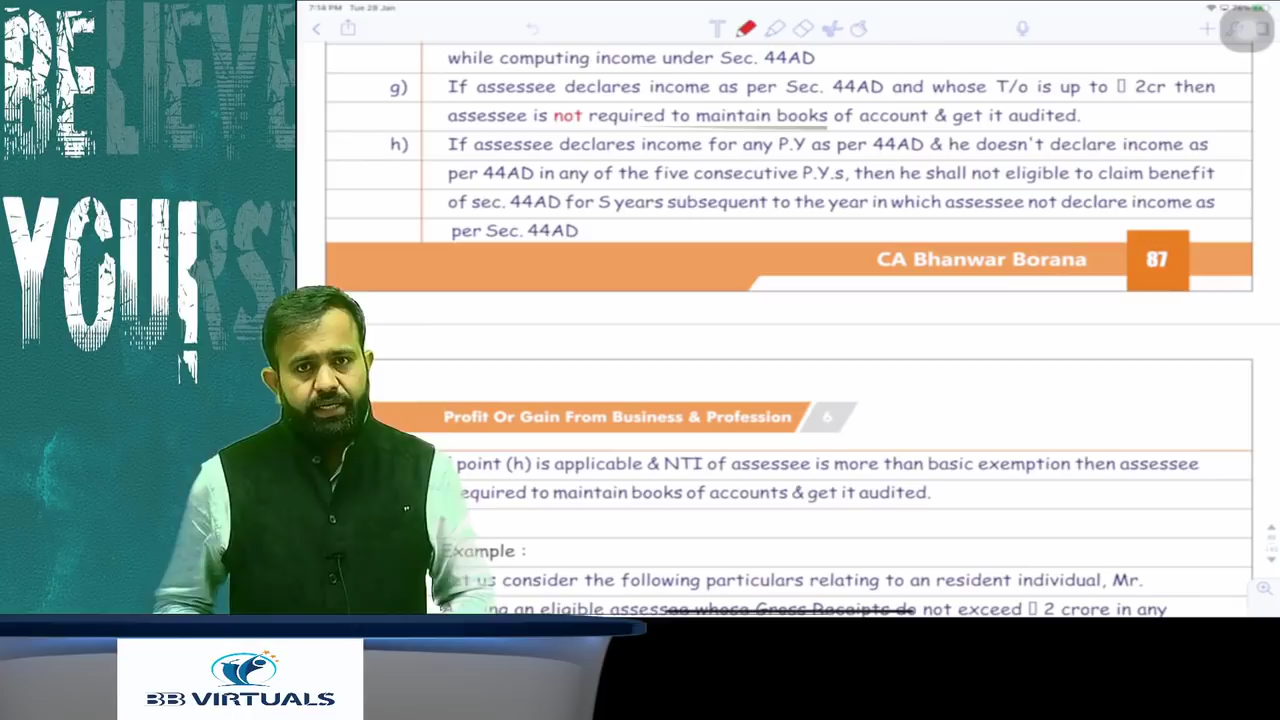 BELIEVE
YOURS
7:14 PM Tue 28 Jan
while computing income under Sec. 44AD
g) If assessee declares income as per Sec. 44AD and whose T/o is up to 2cr then
assessee is not required to maintain books of account & get it audited.
h) If assessee declares income for any P.Y as per 44AD & he doesn't declare income as
per 44AD in any of the five consecutive P.Y.s, then he shall not eligible to claim benefit
of sec. 44AD for 5 years subsequent to the year in which assessee not declare income as
per Sec. 44AD
CA Bhanwar Borana 87
Profit Or Gain From Business & Profession 6
point (h) is applicable & NTI of assessee is more than basic exemption then assessee
required to maintain books of accounts & get it audited.
Example :
us consider the following particulars relating to an resident individual, Mr.
an eligible assessee whose Gross Receipts do not exceed 2 crore in any
BB VIRTUALS